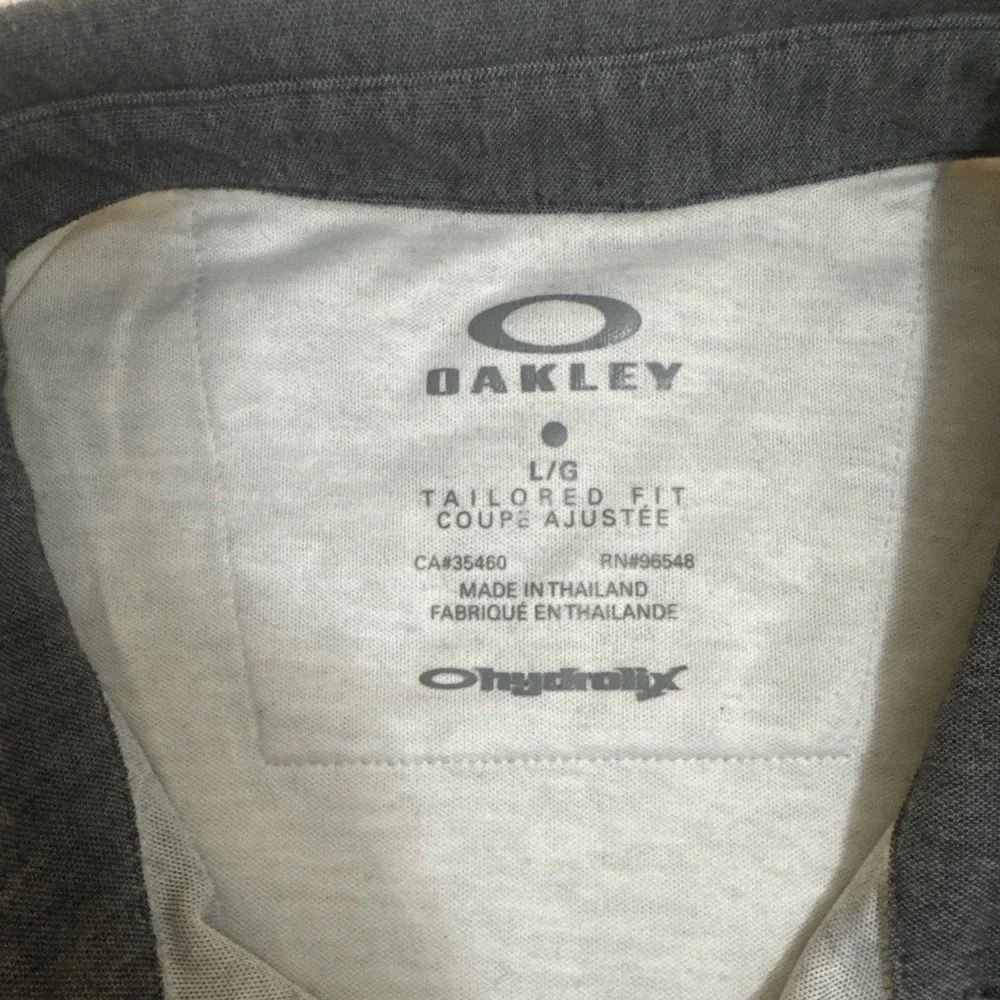 OAKLEY
L/G
TAILORED FIT
COUPE AJUSTÉE
CA#35460 RN#96548
MADE IN THAILAND
FABRIQUÉ EN THAILANDE
hydrolix